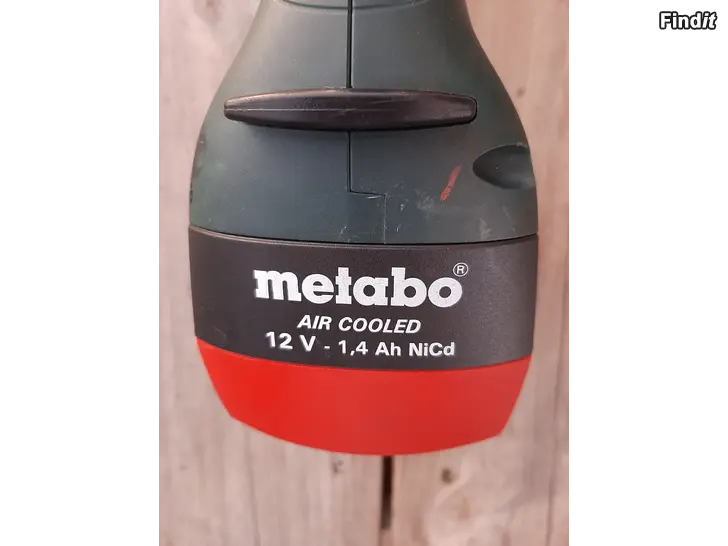 Findit
metabo®
AIR COOLED
12 V - 1,4 Ah NiCd